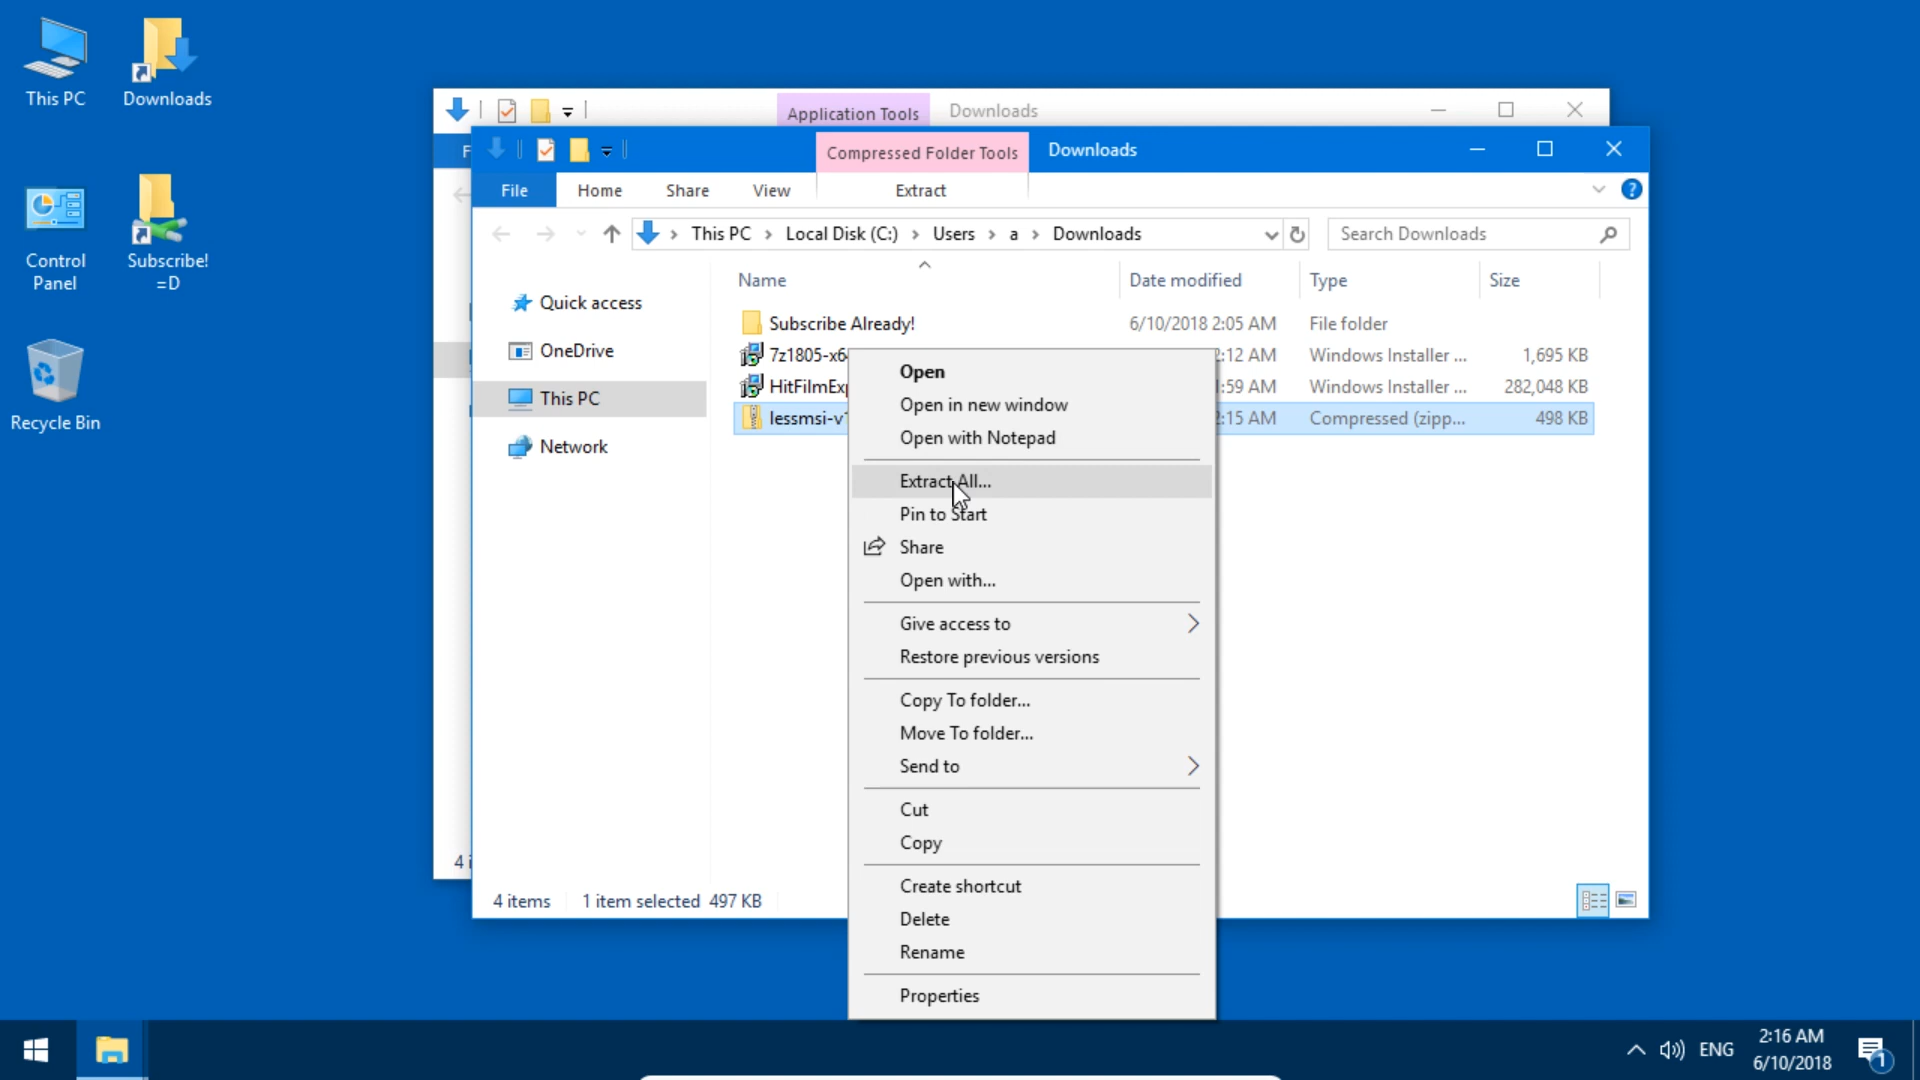 This PC
Downloads
Control
Panel
Subscribe!
=D
Recycle Bin
Application Tools
Downloads
F
Compressed Folder Tools
Downloads
File
Home
Share
View
Extract
This PC
Local Disk (C:)
Users
a
Downloads
Search Downloads
Quick access
OneDrive
This PC
Network
Name
Date modified
Type
Size
Subscribe Already!
6/10/2018 2:05 AM
File folder
7z1805-x6
2:12 AM
Windows Installer ...
1,695 KB
HitFilmExp
1:59 AM
Windows Installer ...
282,048 KB
lessmsi-v1
2:15 AM
Compressed (zipp...
498 KB
Open
Open in new window
Open with Notepad
Extract All...
Pin to Start
Share
Open with...
Give access to
Restore previous versions
Copy To folder...
Move To folder...
Send to
Cut
Copy
Create shortcut
Delete
Rename
Properties
4 i
4 items
1 item selected 497 KB
ENG
2:16 AM
6/10/2018
1